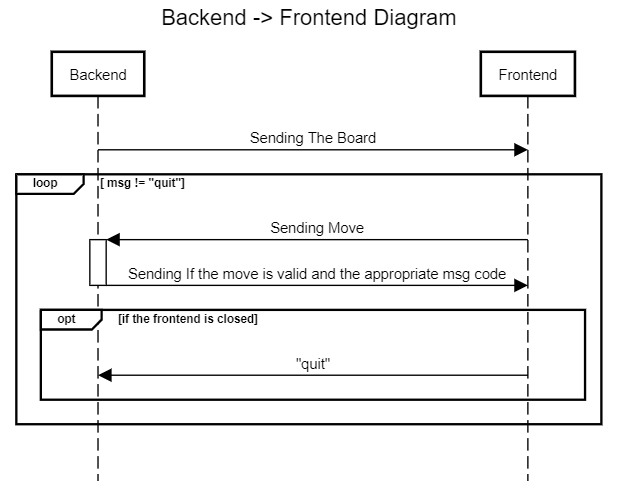 Backend -> Frontend Diagram
Backend
Frontend
Sending The Board
loop
[ msg != "quit"]
Sending Move
Sending If the move is valid and the appropriate msg code
opt
[if the frontend is closed]
"quit"